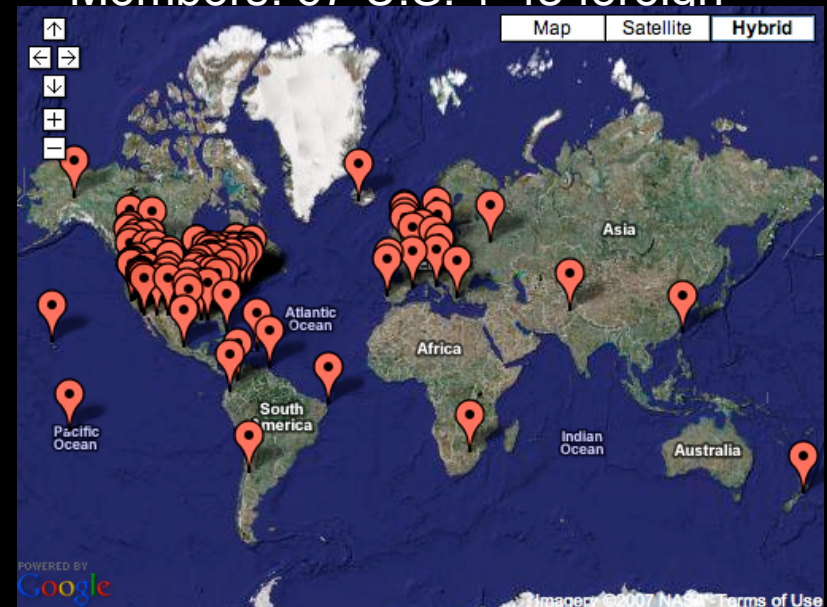 Map Satellite Hybrid
Asia
Atlantic
Ocean
Africa
South
America
Pacific
Ocean
Indian
Ocean
Australia
POWERED BY
Google
Imagery ©2007 NASA - Terms of Use